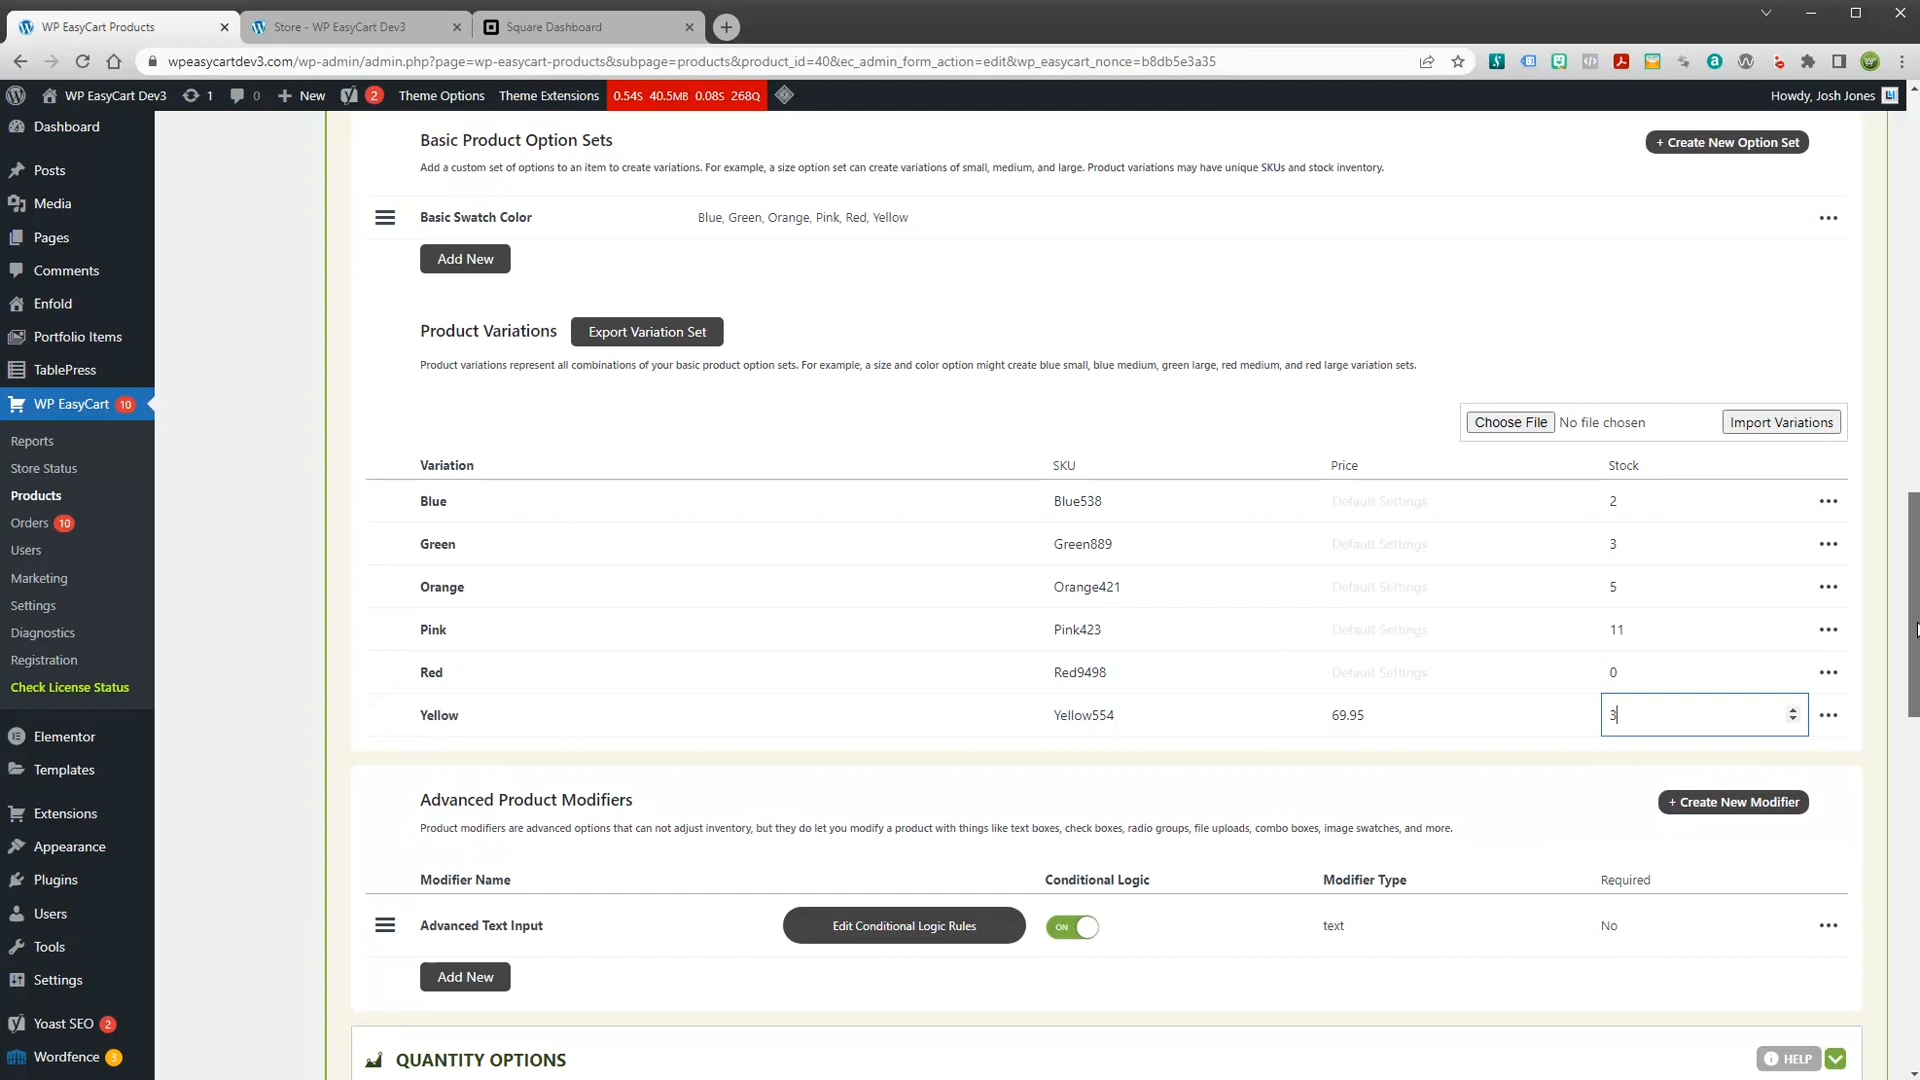 WP EasyCart Products
Store - WP EasyCart Dev3
Square Dashboard
wpeasycartdev3.com/wp-admin/admin.php?page=wp-easycart-products&subpage=products&product_id=40&ec_admin_form_action=edit&wp_easycart_nonce=b8db5e3a35
WP EasyCart Dev3
1
0
New
2
Theme Options
Theme Extensions
0.54S 40.5MB 0.08S 268Q
Howdy, Josh Jones
Dashboard
Posts
Media
Pages
Comments
Enfold
Portfolio Items
TablePress
WP EasyCart 10
Reports
Store Status
Products
Orders 10
Users
Marketing
Settings
Diagnostics
Registration
Check License Status
Elementor
Templates
Extensions
Appearance
Plugins
Users
Tools
Settings
Yoast SEO 2
Wordfence 3
Basic Product Option Sets
+ Create New Option Set
Add a custom set of options to an item to create variations. For example, a size option set can create variations of small, medium, and large. Product variations may have unique SKUs and stock inventory.
Basic Swatch Color
Blue, Green, Orange, Pink, Red, Yellow
Add New
Product Variations
Export Variation Set
Product variations represent all combinations of your basic product option sets. For example, a size and color option might create blue small, blue medium, green large, red medium, and red large variation sets.
Choose File No file chosen
Import Variations
Variation SKU Price Stock
Blue Blue538 Default Settings 2
Green Green889 Default Settings 3
Orange Orange421 Default Settings 5
Pink Pink423 Default Settings 11
Red Red9498 Default Settings 0
Yellow Yellow554 69.95 3
Advanced Product Modifiers
+ Create New Modifier
Product modifiers are advanced options that can not adjust inventory, but they do let you modify a product with things like text boxes, check boxes, radio groups, file uploads, combo boxes, image swatches, and more.
Modifier Name Conditional Logic Modifier Type Required
Advanced Text Input Edit Conditional Logic Rules ON text No
Add New
QUANTITY OPTIONS
HELP